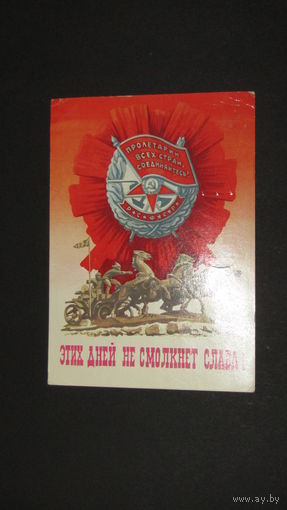 ПРОЛЕТАРИИ
ВСЕХ СТРАН,
СОЕДИНЯЙТЕСЬ!
Р.С.Ф.С.Р.
ЭТИХ ДНЕЙ НЕ СМОЛКНЕТ СЛАВА!
www.ay.by